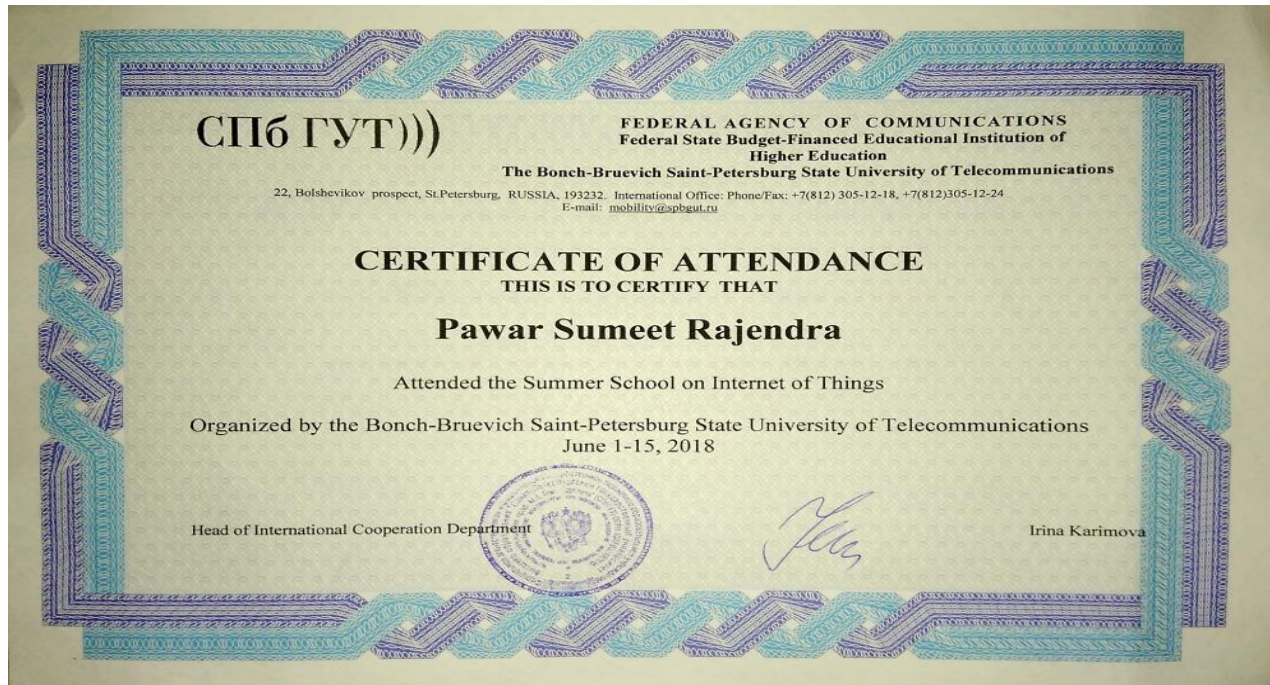 СПб ГУТ)))
FEDERAL AGENCY OF COMMUNICATIONS
Federal State Budget-Financed Educational Institution of
Higher Education
The Bonch-Bruevich Saint-Petersburg State University of Telecommunications
22, Bolshevikov prospect, St.Petersburg, RUSSIA, 193232. International Office: Phone/Fax: +7(812) 305-12-18, +7(812)305-12-24
E-mail: mobility@spbgut.ru
CERTIFICATE OF ATTENDANCE
THIS IS TO CERTIFY THAT
Pawar Sumeet Rajendra
Attended the Summer School on Internet of Things
Organized by the Bonch-Bruevich Saint-Petersburg State University of Telecommunications
June 1-15, 2018
Head of International Cooperation Department
Irina Karimova